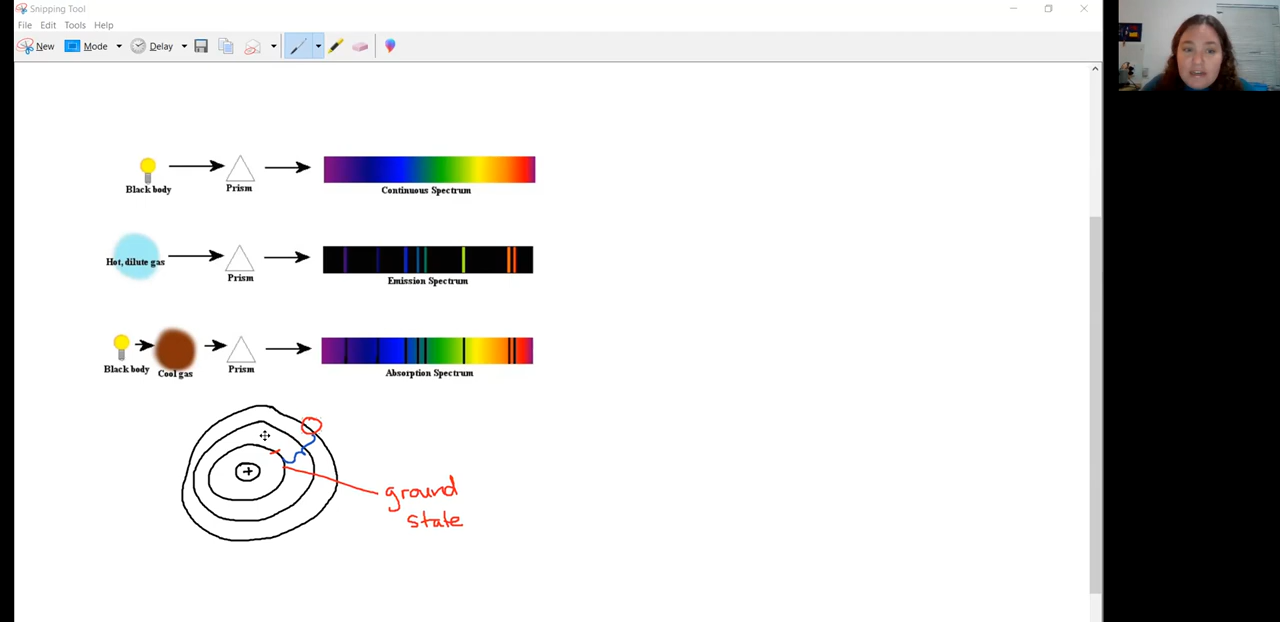 Snipping Tool
File Edit Tools Help
New Mode Delay
Black body
Prism
Continuous Spectrum
Hot, dilute gas
Prism
Emission Spectrum
Black body
Cool gas
Prism
Absorption Spectrum
+
ground
state